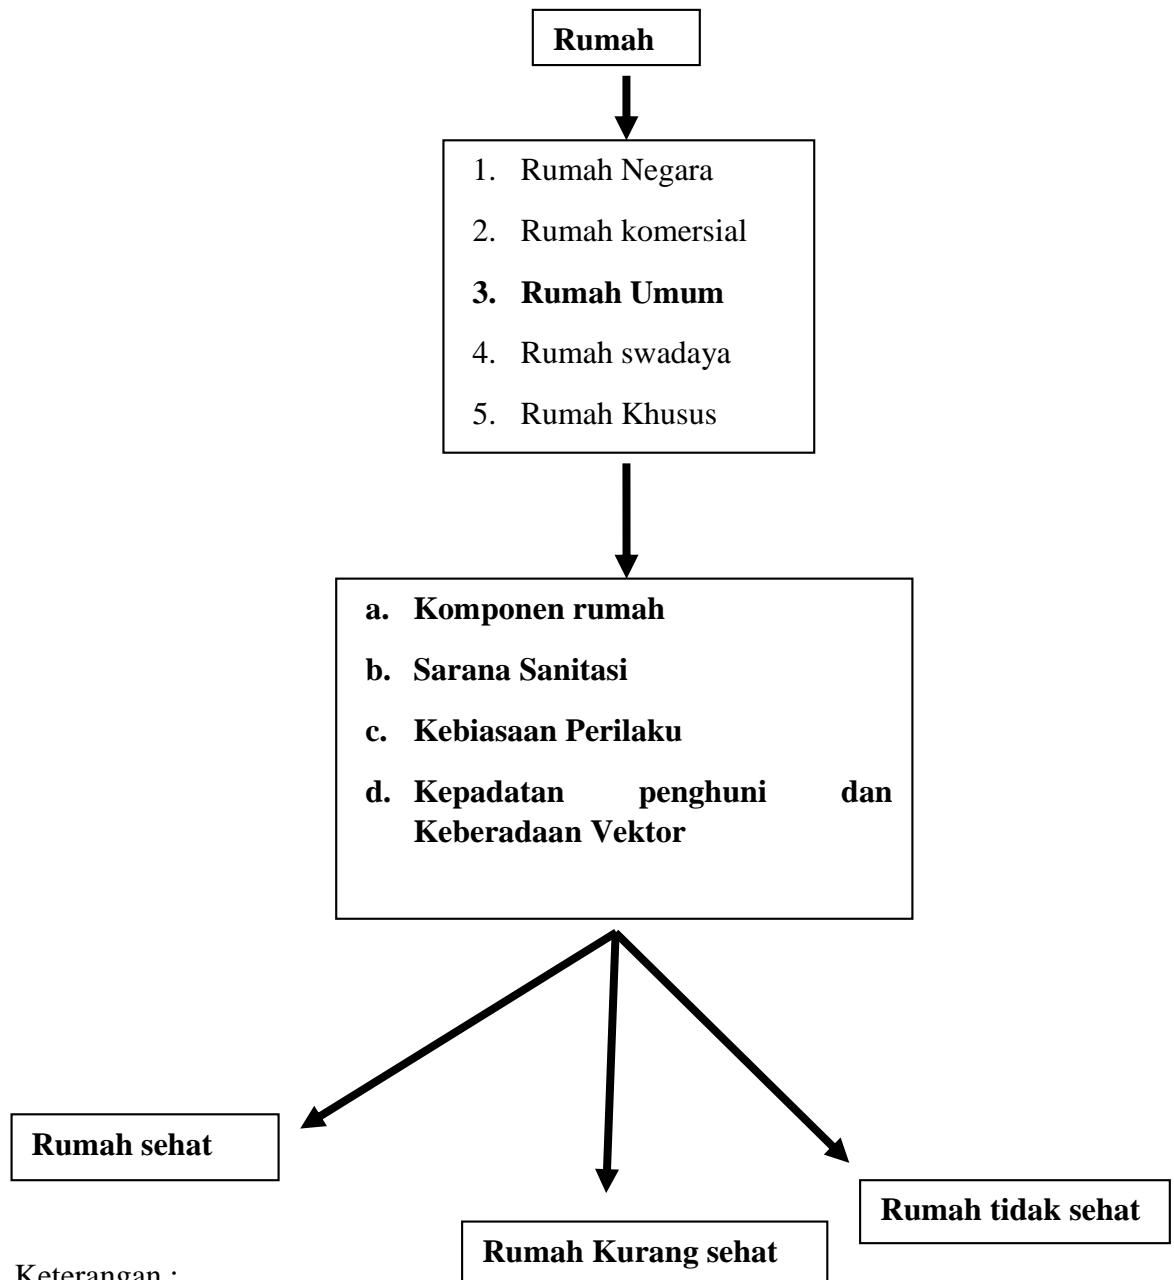 Rumah
1. Rumah Negara
2. Rumah komersial
3. Rumah Umum
4. Rumah swadaya
5. Rumah Khusus
a. Komponen rumah
b. Sarana Sanitasi
c. Kebiasaan Perilaku
d. Kepadatan penghuni dan
Keberadaan Vektor
Rumah sehat
Rumah tidak sehat
Rumah Kurang sehat
Keterangan :